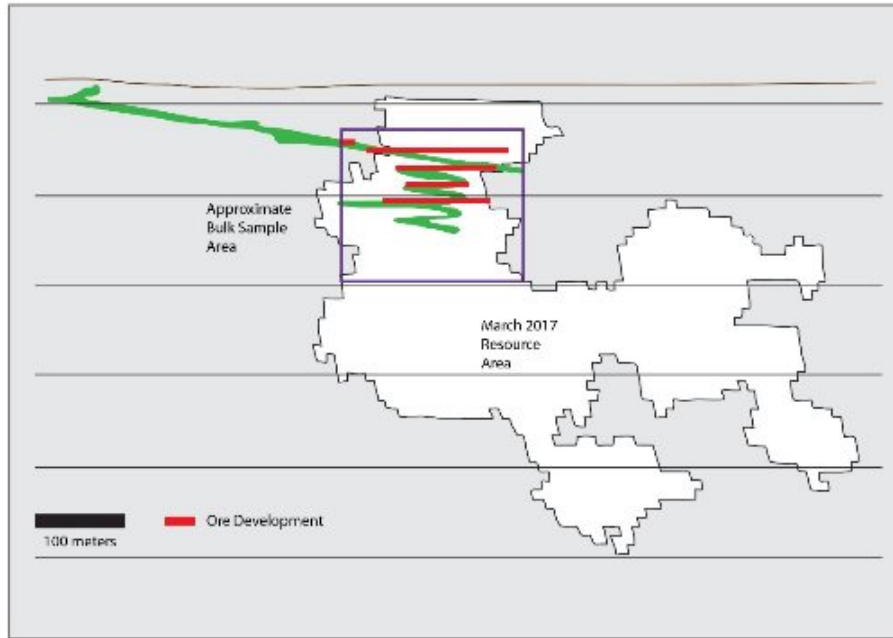 Approximate
Bulk Sample
Area
March 2017
Resource
Area
Ore Development
100 meters